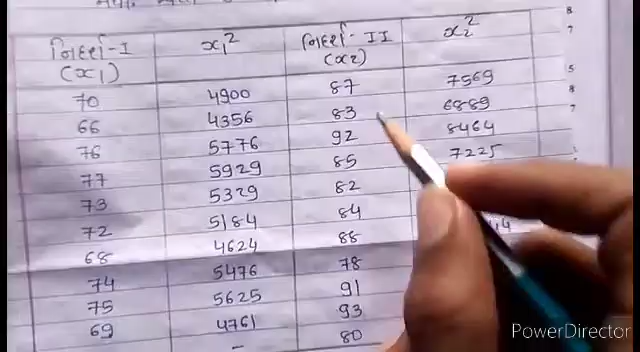 નિદર્શ-I x₁² નિદર્શ-II x₂²
(x₁) (x₂)
70 4900 87 7569
66 4356 83 6889
76 5776 92 8464
77 5929 85 7225
73 5329 82
72 5184 84
68 4624 88
74 5476 78
75 5625 91
69 4761 93
– 80
PowerDirector